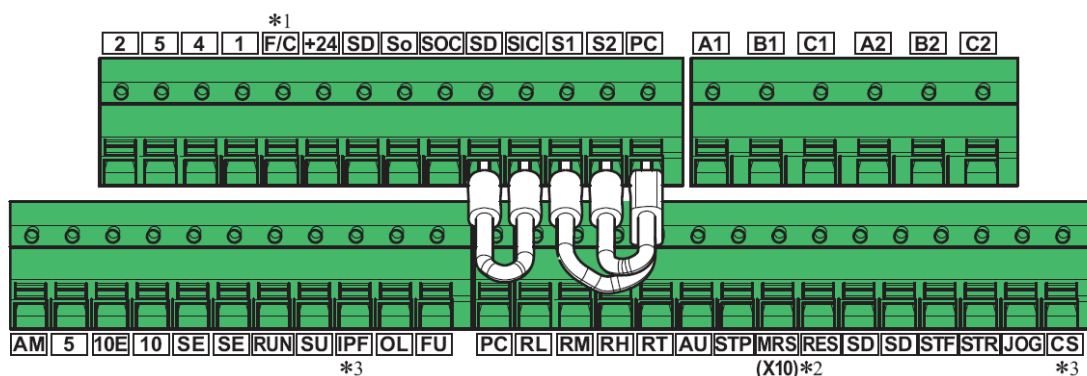 *1
2 5 4 1 F/C +24 SD So SOC SD SIC S1 S2 PC A1 B1 C1 A2 B2 C2
AM 5 10E 10 SE SE RUN SU IPF OL FU PC RL RM RH RT AU STP MRS RES SD SD STF STR JOG CS
*3 (X10) *2 *3